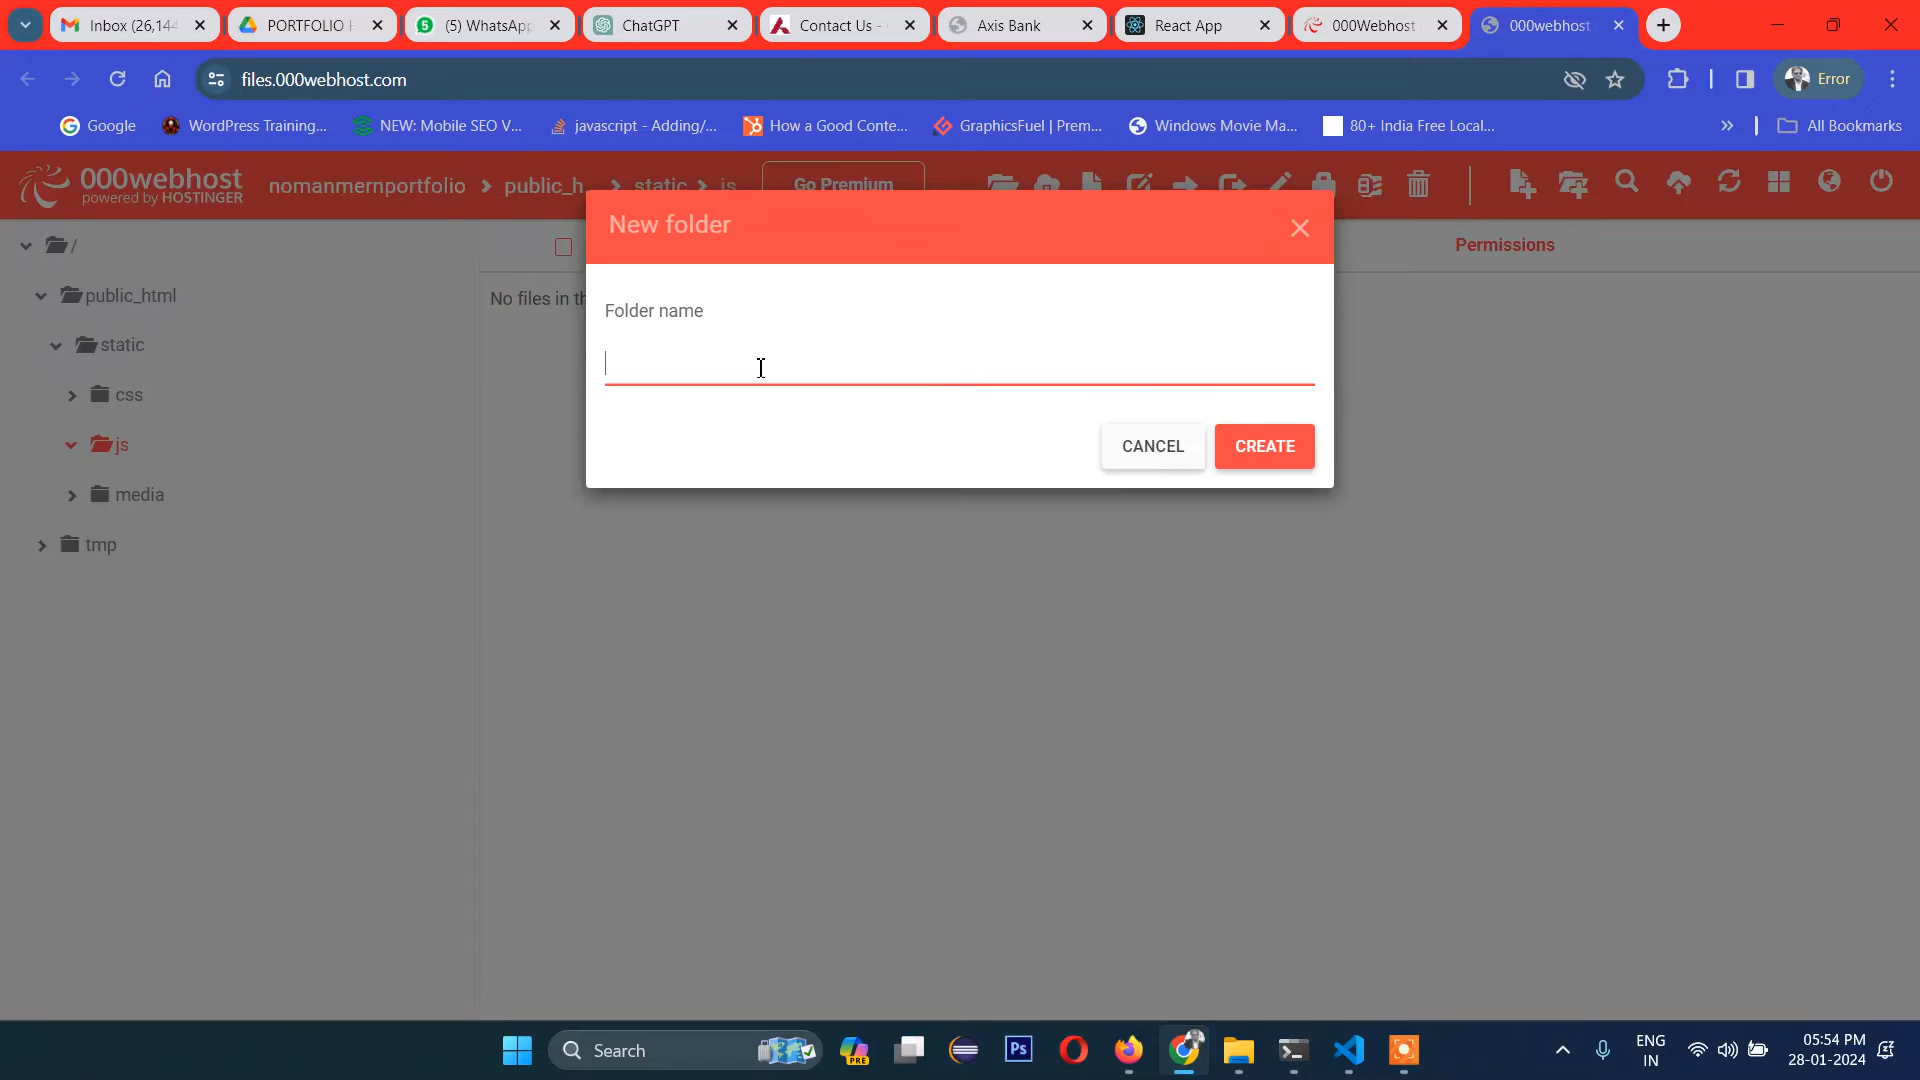 Inbox (26,144
PORTFOLIO
(5) WhatsApp
ChatGPT
Contact Us -
Axis Bank
React App
000Webhost
000webhost
files.000webhost.com
Error
Google
WordPress Training...
NEW: Mobile SEO V...
javascript - Adding/...
How a Good Conte...
GraphicsFuel | Prem...
Windows Movie Ma...
80+ India Free Local...
»
All Bookmarks
000webhost
powered by HOSTINGER
nomanmernportfolio > public_h... > static > js
Go Premium
New folder
/
Permissions
public_html
No files in
Folder name
static
css
js
CANCEL
CREATE
media
tmp
Search
PRE
Ps
ENG
IN
05:54 PM
28-01-2024